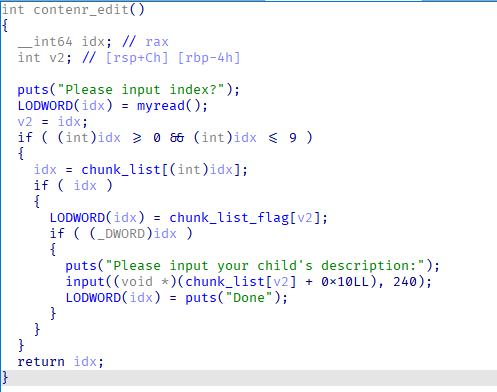 int contenr_edit()
{
  __int64 idx; // rax
  int v2; // [rsp+Ch] [rbp-4h]

  puts("Please input index?");
  LODWORD(idx) = myread();
  v2 = idx;
  if ( (int)idx >= 0 && (int)idx <= 9 )
  {
    idx = chunk_list[(int)idx];
    if ( idx )
    {
      LODWORD(idx) = chunk_list_flag[v2];
      if ( (_DWORD)idx )
      {
        puts("Please input your child's description:");
        input((void *)(chunk_list[v2] + 0x10LL), 240);
        LODWORD(idx) = puts("Done");
      }
    }
  }
  return idx;
}